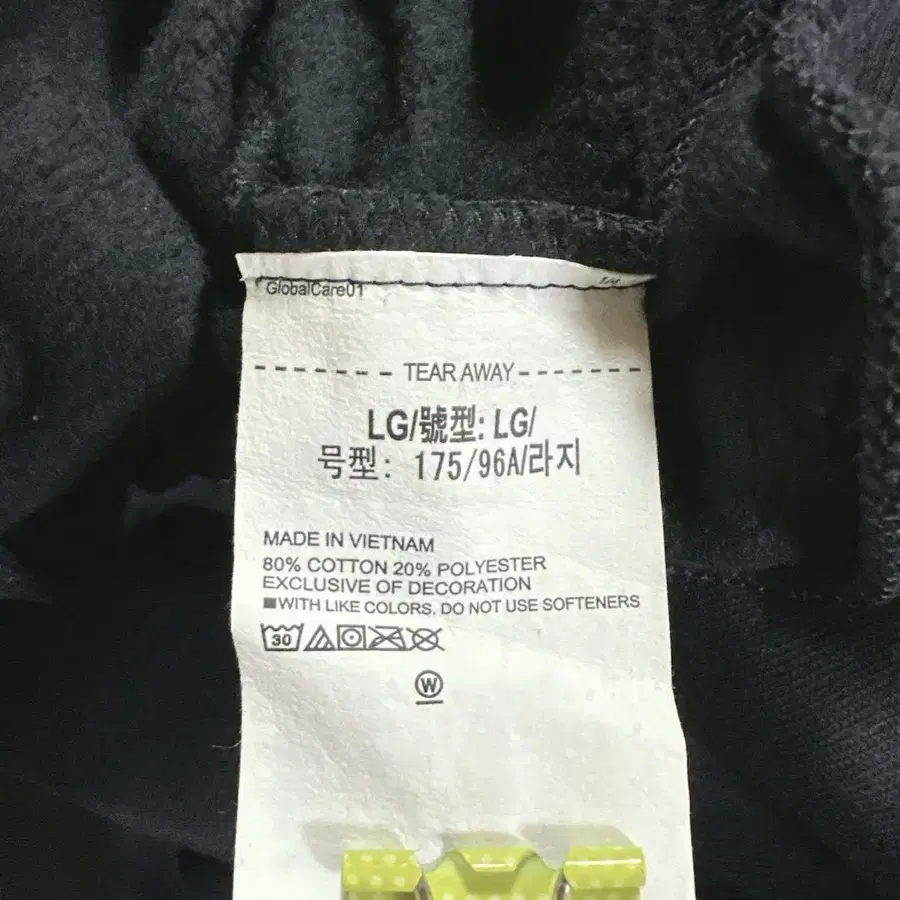 GlobalCare01
TEAR AWAY
LG/號型: LG/
号型: 175/96A/라지
MADE IN VIETNAM
80% COTTON 20% POLYESTER
EXCLUSIVE OF DECORATION
■WITH LIKE COLORS. DO NOT USE SOFTENERS
30
W